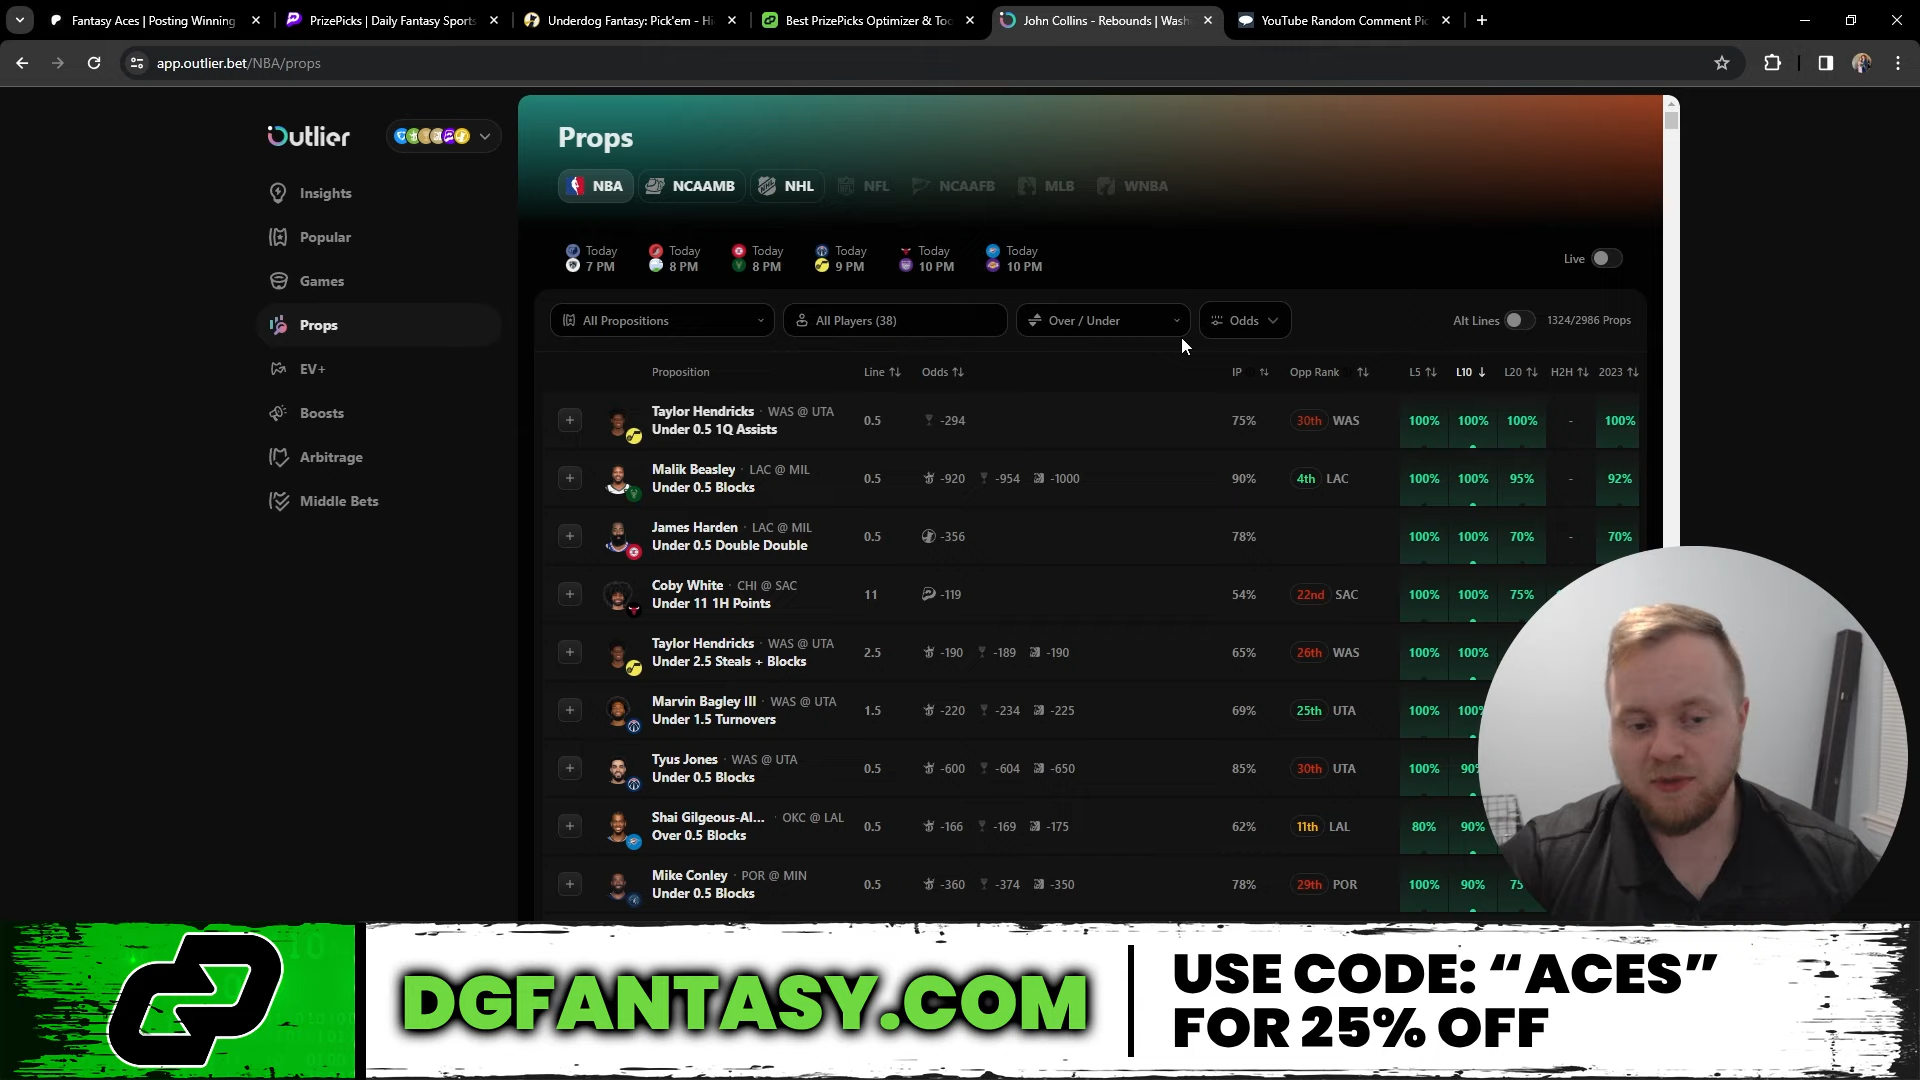 Fantasy Aces | Posting Winning
PrizePicks | Daily Fantasy Sports
Underdog Fantasy: Pick'em - Hi
Best PrizePicks Optimizer & Too
John Collins - Rebounds | Wash
YouTube Random Comment Pic
app.outlier.bet/NBA/props
Outlier
Insights
Popular
Games
Props
EV+
Boosts
Arbitrage
Middle Bets
Props
NBA NCAAMB NHL NFL NCAAFB MLB WNBA
Today Today Today Today Today Today
7 PM 8 PM 8 PM 9 PM 10 PM 10 PM
Live
All Propositions All Players (38) Over / Under Odds Alt Lines 1324/2986 Props
Proposition Line Odds IP Opp Rank L5 L10 L20 H2H 2023
Taylor Hendricks · WAS @ UTA
Under 0.5 1Q Assists 0.5 -294 75% 30th WAS 100% 100% 100% - 100%
Malik Beasley · LAC @ MIL
Under 0.5 Blocks 0.5 -920 -954 -1000 90% 4th LAC 100% 100% 95% - 92%
James Harden · LAC @ MIL
Under 0.5 Double Double 0.5 -356 78% 100% 100% 70% - 70%
Coby White · CHI @ SAC
Under 11 1H Points 11 -119 54% 22nd SAC 100% 100% 75%
Taylor Hendricks · WAS @ UTA
Under 2.5 Steals + Blocks 2.5 -190 -189 -190 65% 26th WAS 100% 100%
Marvin Bagley III · WAS @ UTA
Under 1.5 Turnovers 1.5 -220 -234 -225 69% 25th UTA 100% 100%
Tyus Jones · WAS @ UTA
Under 0.5 Blocks 0.5 -600 -604 -650 85% 30th UTA 100% 90%
Shai Gilgeous-Al... · OKC @ LAL
Over 0.5 Blocks 0.5 -166 -169 -175 62% 11th LAL 80% 90%
Mike Conley · POR @ MIN
Under 0.5 Blocks 0.5 -360 -374 -350 78% 29th POR 100% 90% 75
DGFANTASY.COM
USE CODE: “ACES”
FOR 25% OFF